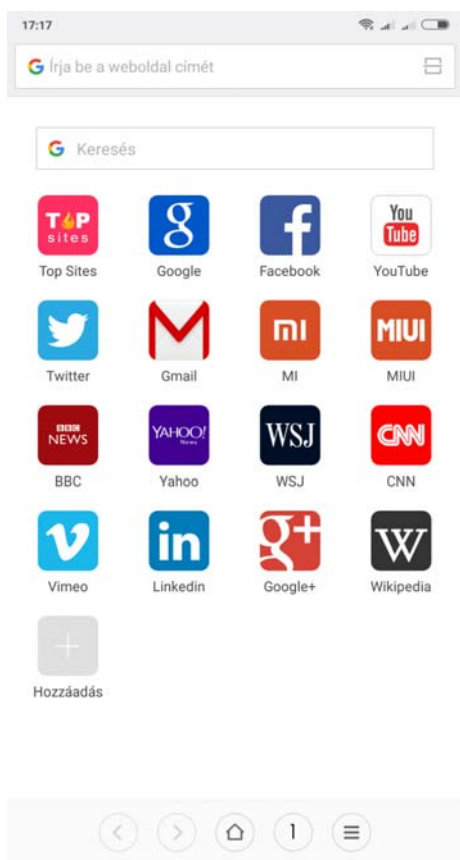 17:17
Írja be a weboldal címét
Keresés
TOP sites
g
f
You Tube
Top Sites
Google
Facebook
YouTube
M
MI
MIUI
Twitter
Gmail
MI
MIUI
BBC NEWS
YAHOO! News
WSJ
CNN
BBC
Yahoo
WSJ
CNN
v
in
g+
W
Vimeo
Linkedin
Google+
Wikipedia
Hozzáadás
1